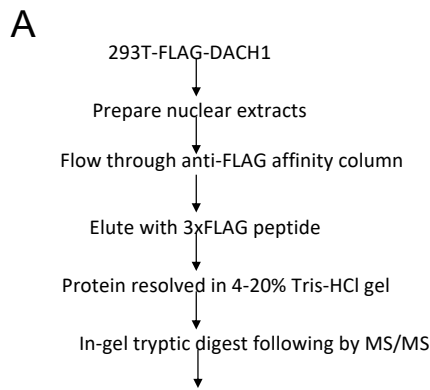 A
293T-FLAG-DACH1
Prepare nuclear extracts
Flow through anti-FLAG affinity column
Elute with 3xFLAG peptide
Protein resolved in 4-20% Tris-HCl gel
In-gel tryptic digest following by MS/MS